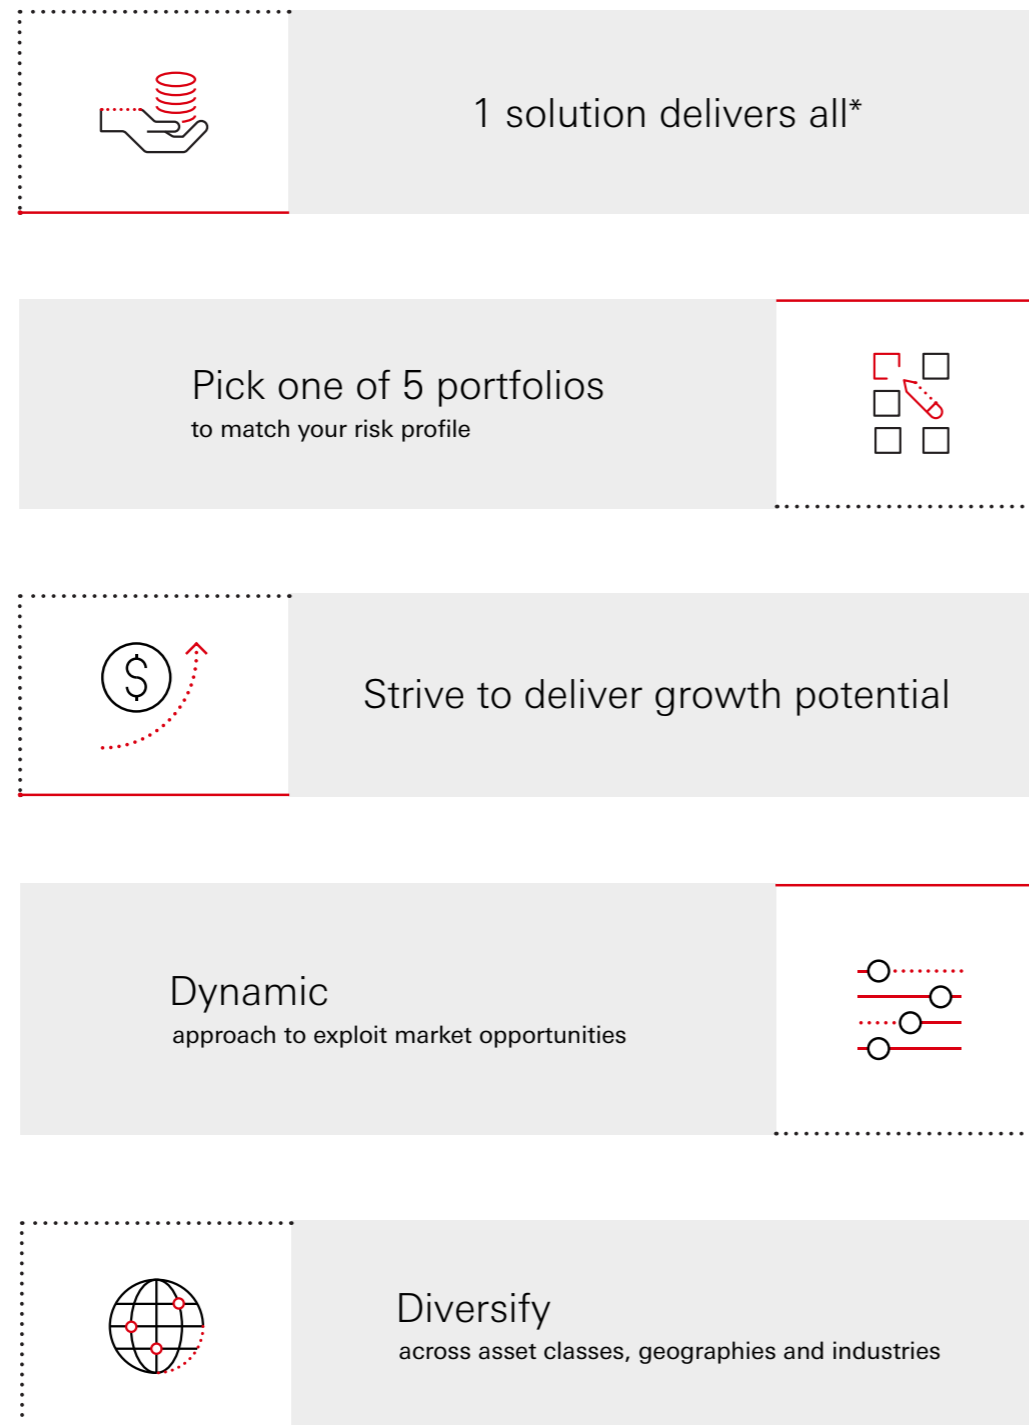 1 solution delivers all*
Pick one of 5 portfolios
to match your risk profile
$
Strive to deliver growth potential
Dynamic
approach to exploit market opportunities
Diversify
across asset classes, geographies and industries